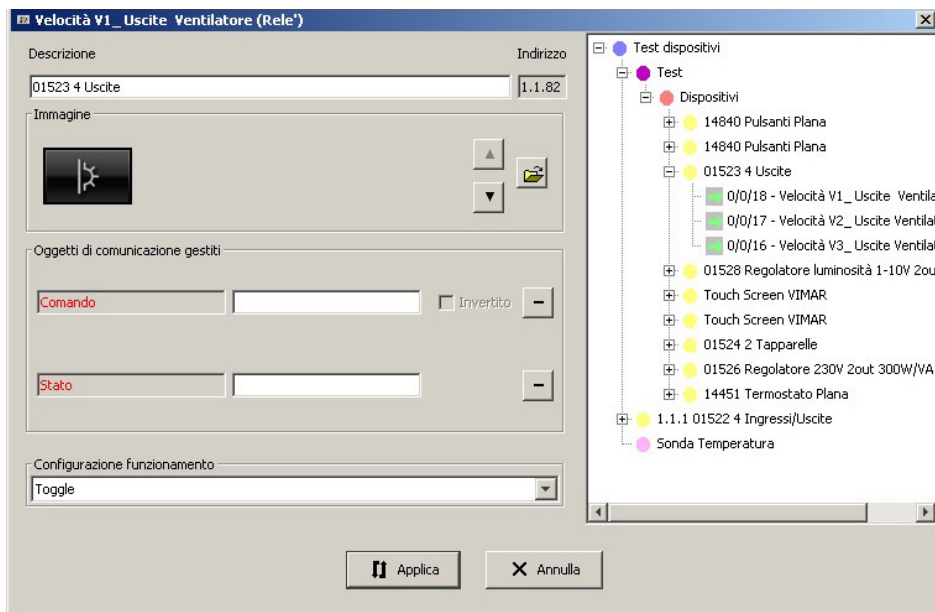 Velocità V1_ Uscite Ventilatore (Rele')
Descrizione
Indirizzo
01523 4 Uscite
1.1.82
Immagine
Oggetti di comunicazione gestiti
Comando
Invertito
Stato
Configurazione funzionamento
Toggle
Applica
Annulla
Test dispositivi
Test
Dispositivi
14840 Pulsanti Plana
14840 Pulsanti Plana
01523 4 Uscite
0/0/18 - Velocità V1_ Uscite Ventila
0/0/17 - Velocità V2_ Uscite Ventilat
0/0/16 - Velocità V3_ Uscite Ventilat
01528 Regolatore luminosità 1-10V 2ou
Touch Screen VIMAR
Touch Screen VIMAR
01524 2 Tapparelle
01526 Regolatore 230V 2out 300W/VA
14451 Termostato Plana
1.1.1 01522 4 Ingressi/Uscite
Sonda Temperatura